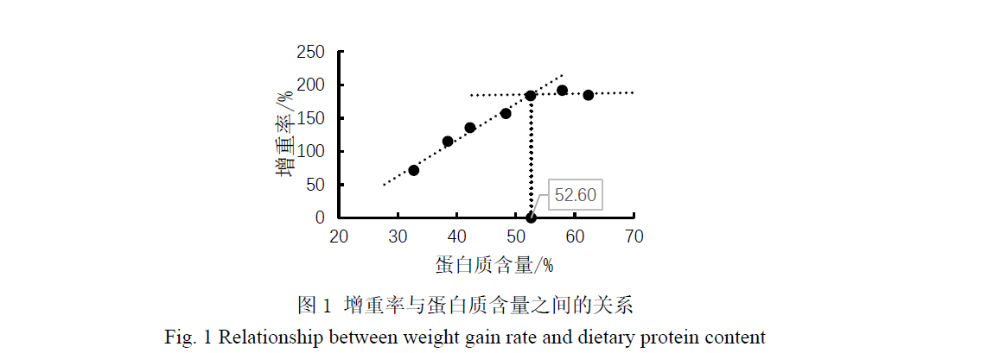 250
200
150
100
50
0
增重率/%
52.60
20 30 40 50 60 70
蛋白质含量/%
图 1 增重率与蛋白质含量之间的关系
Fig. 1 Relationship between weight gain rate and dietary protein content